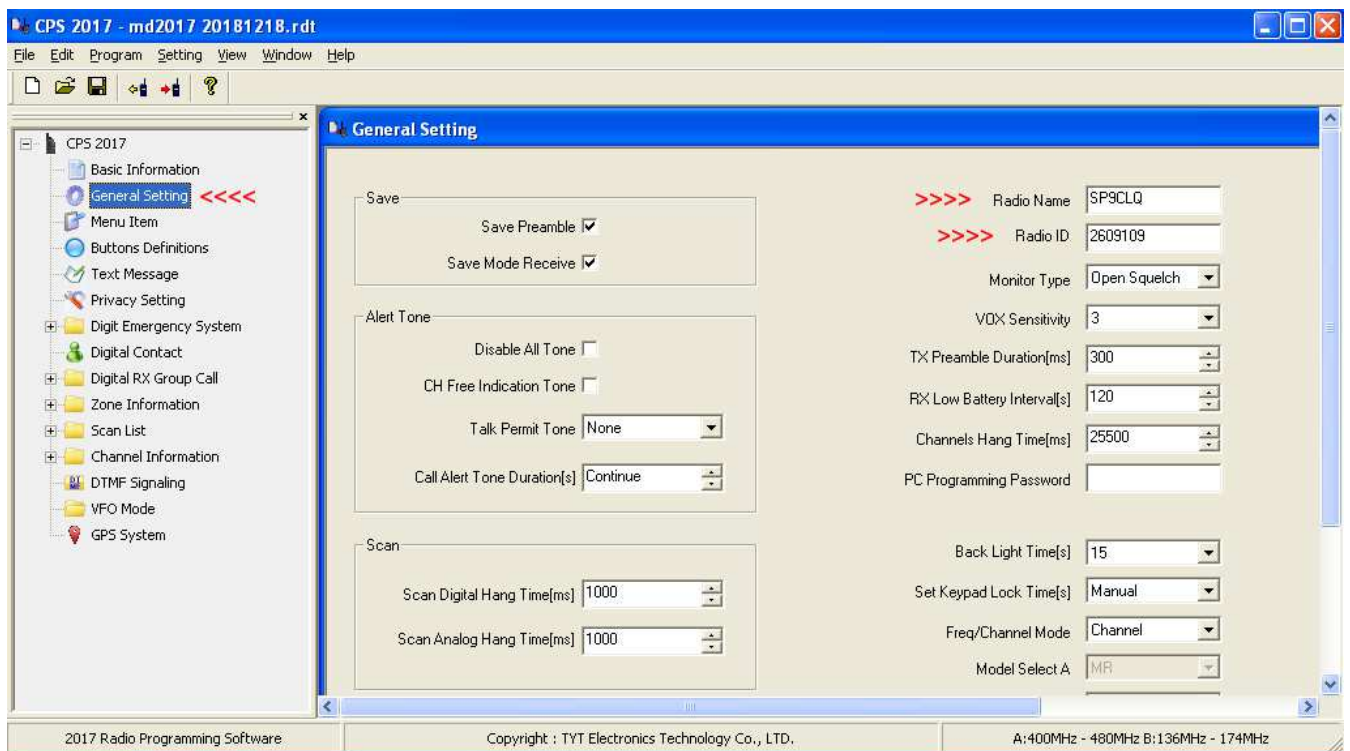 CPS 2017 - md2017 20181218.rdt
File Edit Program Setting View Window Help
CPS 2017
Basic Information
General Setting <<<<
Menu Item
Buttons Definitions
Text Message
Privacy Setting
Digit Emergency System
Digital Contact
Digital RX Group Call
Zone Information
Scan List
Channel Information
DTMF Signaling
VFO Mode
GPS System
General Setting
Save
Save Preamble
Save Mode Receive
Alert Tone
Disable All Tone
CH Free Indication Tone
Talk Permit Tone None
Call Alert Tone Duration[s] Continue
Scan
Scan Digital Hang Time[ms] 1000
Scan Analog Hang Time[ms] 1000
>>>> Radio Name SP9CLQ
>>>> Radio ID 2609109
Monitor Type Open Squelch
VOX Sensitivity 3
TX Preamble Duration[ms] 300
RX Low Battery Interval[s] 120
Channels Hang Time[ms] 25500
PC Programming Password
Back Light Time[s] 15
Set Keypad Lock Time[s] Manual
Freq/Channel Mode Channel
Model Select A MR
2017 Radio Programming Software
Copyright : TYT Electronics Technology Co., LTD.
A:400MHz - 480MHz B:136MHz - 174MHz